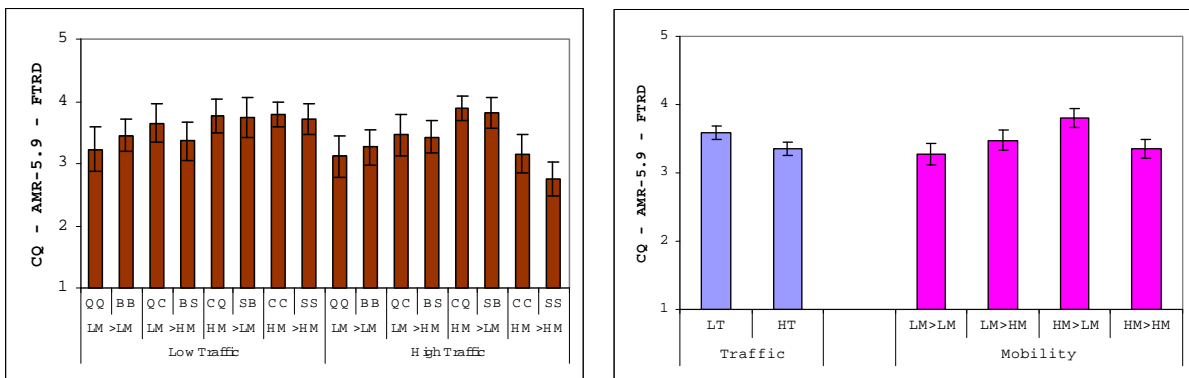 CQ - AMR-5.9 - FTRD
5
4
3
2
1
QQ BB QC BS CQ SB CC SS QQ BB QC BS CQ SB CC SS
LM >LM LM >HM HM >LM HM >HM LM >LM LM >HM HM >LM HM >HM
Low Traffic High Traffic
CQ - AMR-5.9 - FTRD
5
4
3
2
1
LT HT LM>LM LM>HM HM>LM HM>HM
Traffic Mobility